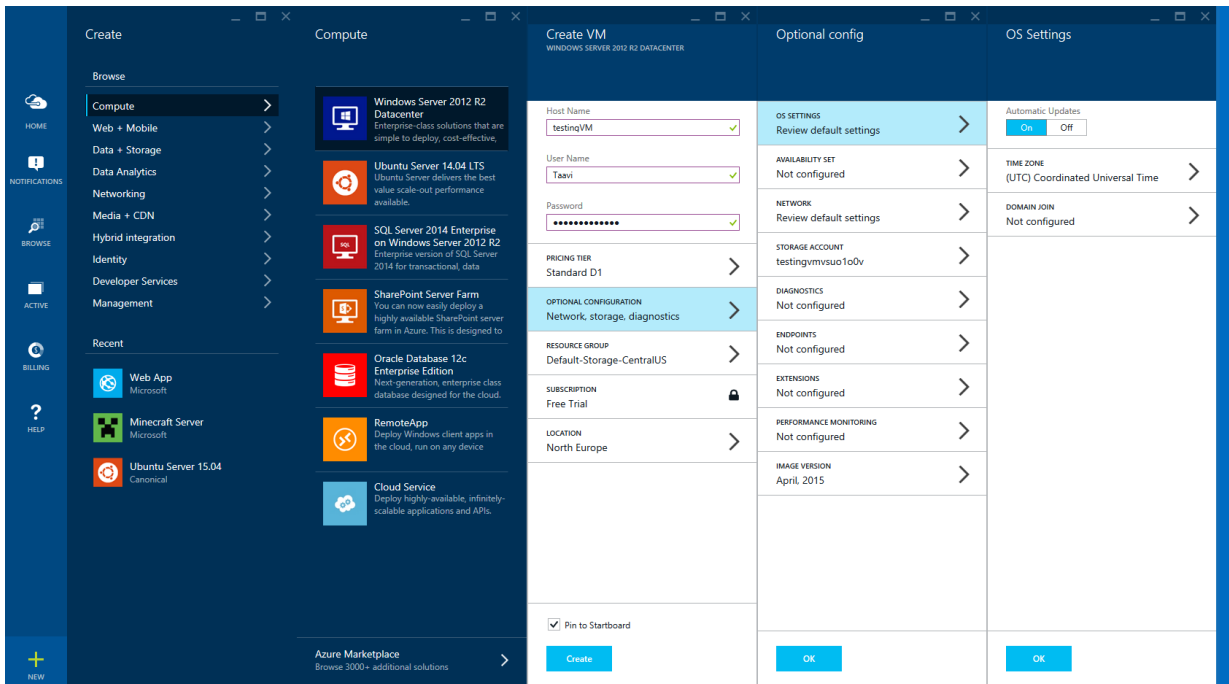 HOME
NOTIFICATIONS
BROWSE
ACTIVE
BILLING
HELP
NEW
Create
Browse
Compute
Web + Mobile
Data + Storage
Data Analytics
Networking
Media + CDN
Hybrid integration
Identity
Developer Services
Management
Recent
Web App
Microsoft
Minecraft Server
Microsoft
Ubuntu Server 15.04
Canonical
Compute
Windows Server 2012 R2
Datacenter
Enterprise-class solutions that are
simple to deploy, cost-effective,
Ubuntu Server 14.04 LTS
Ubuntu Server delivers the best
value scale-out performance
available.
SQL
SQL Server 2014 Enterprise
on Windows Server 2012 R2
Enterprise version of SQL Server
2014 for transactional, data
SharePoint Server Farm
You can now easily deploy a
highly available SharePoint server
farm in Azure. This is designed to
Oracle Database 12c
Enterprise Edition
Next-generation, enterprise class
database designed for the cloud.
RemoteApp
Deploy Windows client apps in
the cloud, run on any device
Cloud Service
Deploy highly-available, infinitely-
scalable applications and APIs.
Azure Marketplace
Browse 3000+ additional solutions
Create VM
WINDOWS SERVER 2012 R2 DATACENTER
Host Name
testinqVM
User Name
Taavi
Password
•••••••••••••
PRICING TIER
Standard D1
OPTIONAL CONFIGURATION
Network, storage, diagnostics
RESOURCE GROUP
Default-Storage-CentralUS
SUBSCRIPTION
Free Trial
LOCATION
North Europe
Pin to Startboard
Create
Optional config
OS SETTINGS
Review default settings
AVAILABILITY SET
Not configured
NETWORK
Review default settings
STORAGE ACCOUNT
testingvmvsuo1o0v
DIAGNOSTICS
Not configured
ENDPOINTS
Not configured
EXTENSIONS
Not configured
PERFORMANCE MONITORING
Not configured
IMAGE VERSION
April, 2015
OK
OS Settings
Automatic Updates
On Off
TIME ZONE
(UTC) Coordinated Universal Time
DOMAIN JOIN
Not configured
OK